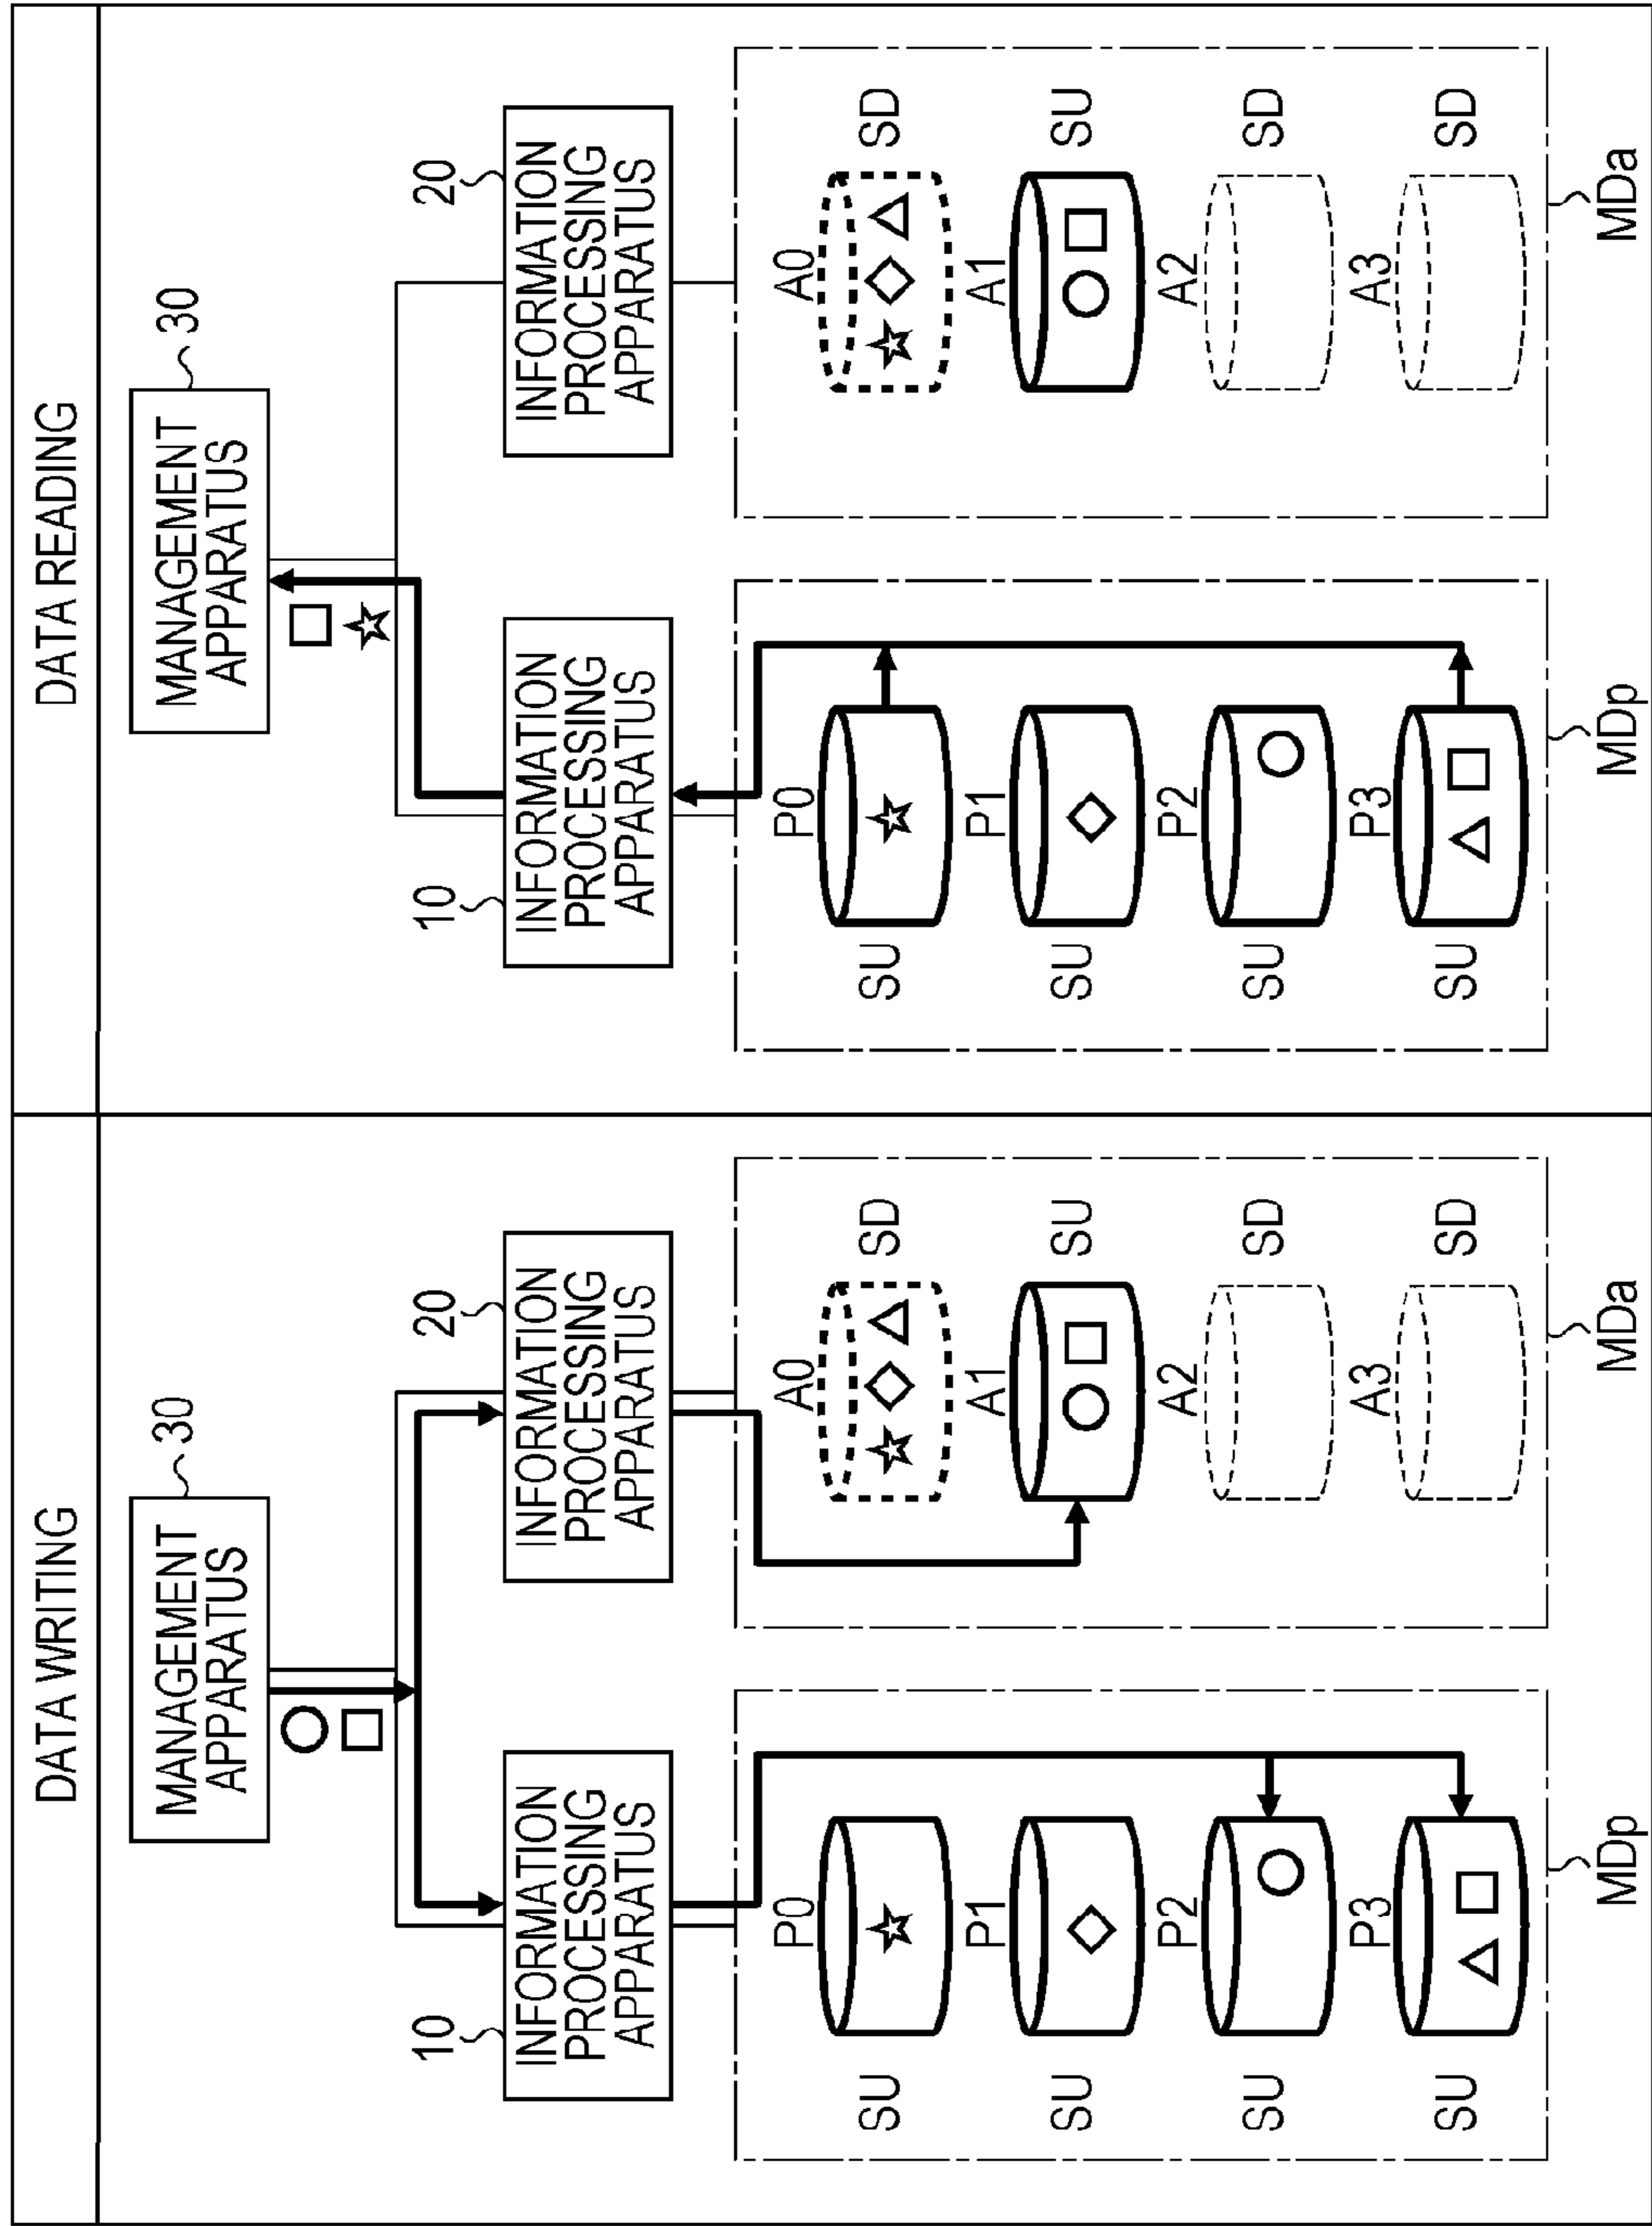 DATA WRITING
30
MANAGEMENT
APPARATUS
10
INFORMATION
PROCESSING
APPARATUS
20
INFORMATION
PROCESSING
APPARATUS
P0
SU
P1
SU
P2
SU
P3
SU
MDp
A0
SD
A1
SU
A2
SD
A3
SD
MDa
DATA READING
30
MANAGEMENT
APPARATUS
10
INFORMATION
PROCESSING
APPARATUS
20
INFORMATION
PROCESSING
APPARATUS
P0
SU
P1
SU
P2
SU
P3
SU
MDp
A0
SD
A1
SU
A2
SD
A3
SD
MDa